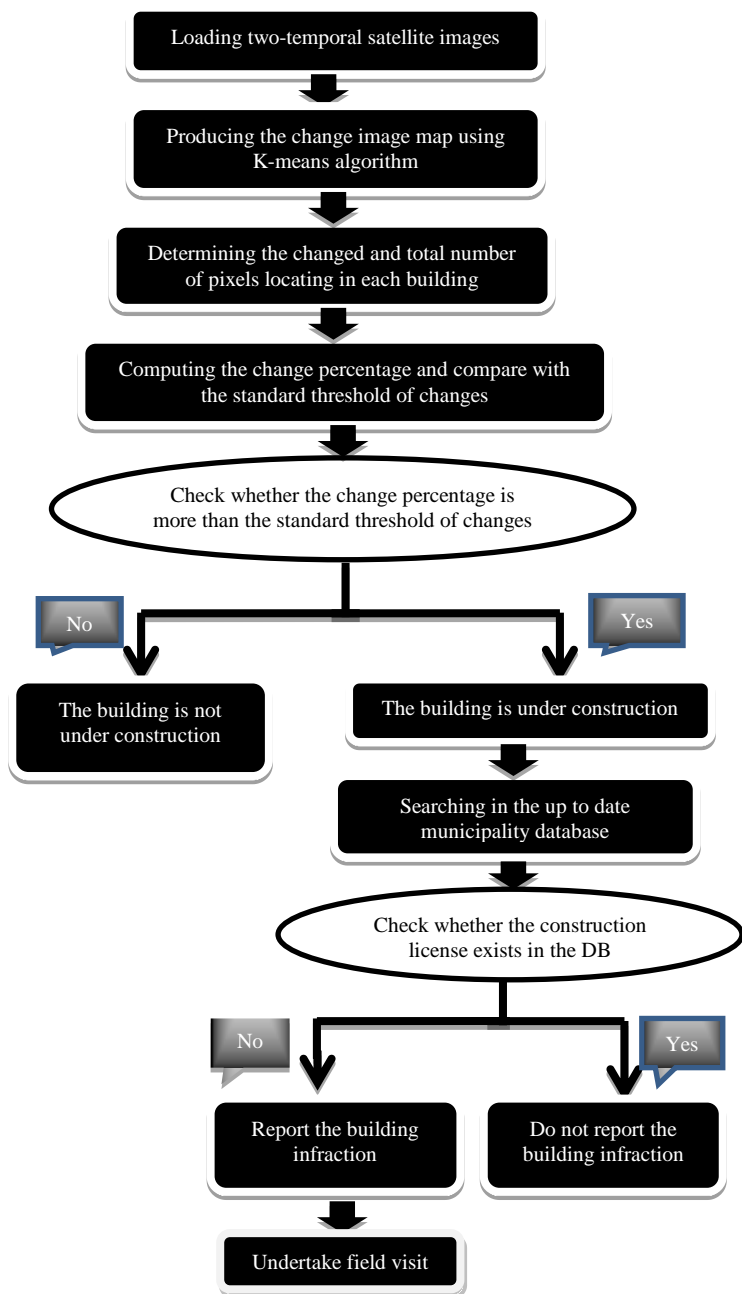 Loading two-temporal satellite images
Producing the change image map using
K-means algorithm
Determining the changed and total number
of pixels locating in each building
Computing the change percentage and compare with
the standard threshold of changes
Check whether the change percentage is
more than the standard threshold of changes
No
Yes
The building is not
under construction
The building is under construction
Searching in the up to date
municipality database
Check whether the construction
license exists in the DB
No
Yes
Report the building
infraction
Do not report the
building infraction
Undertake field visit